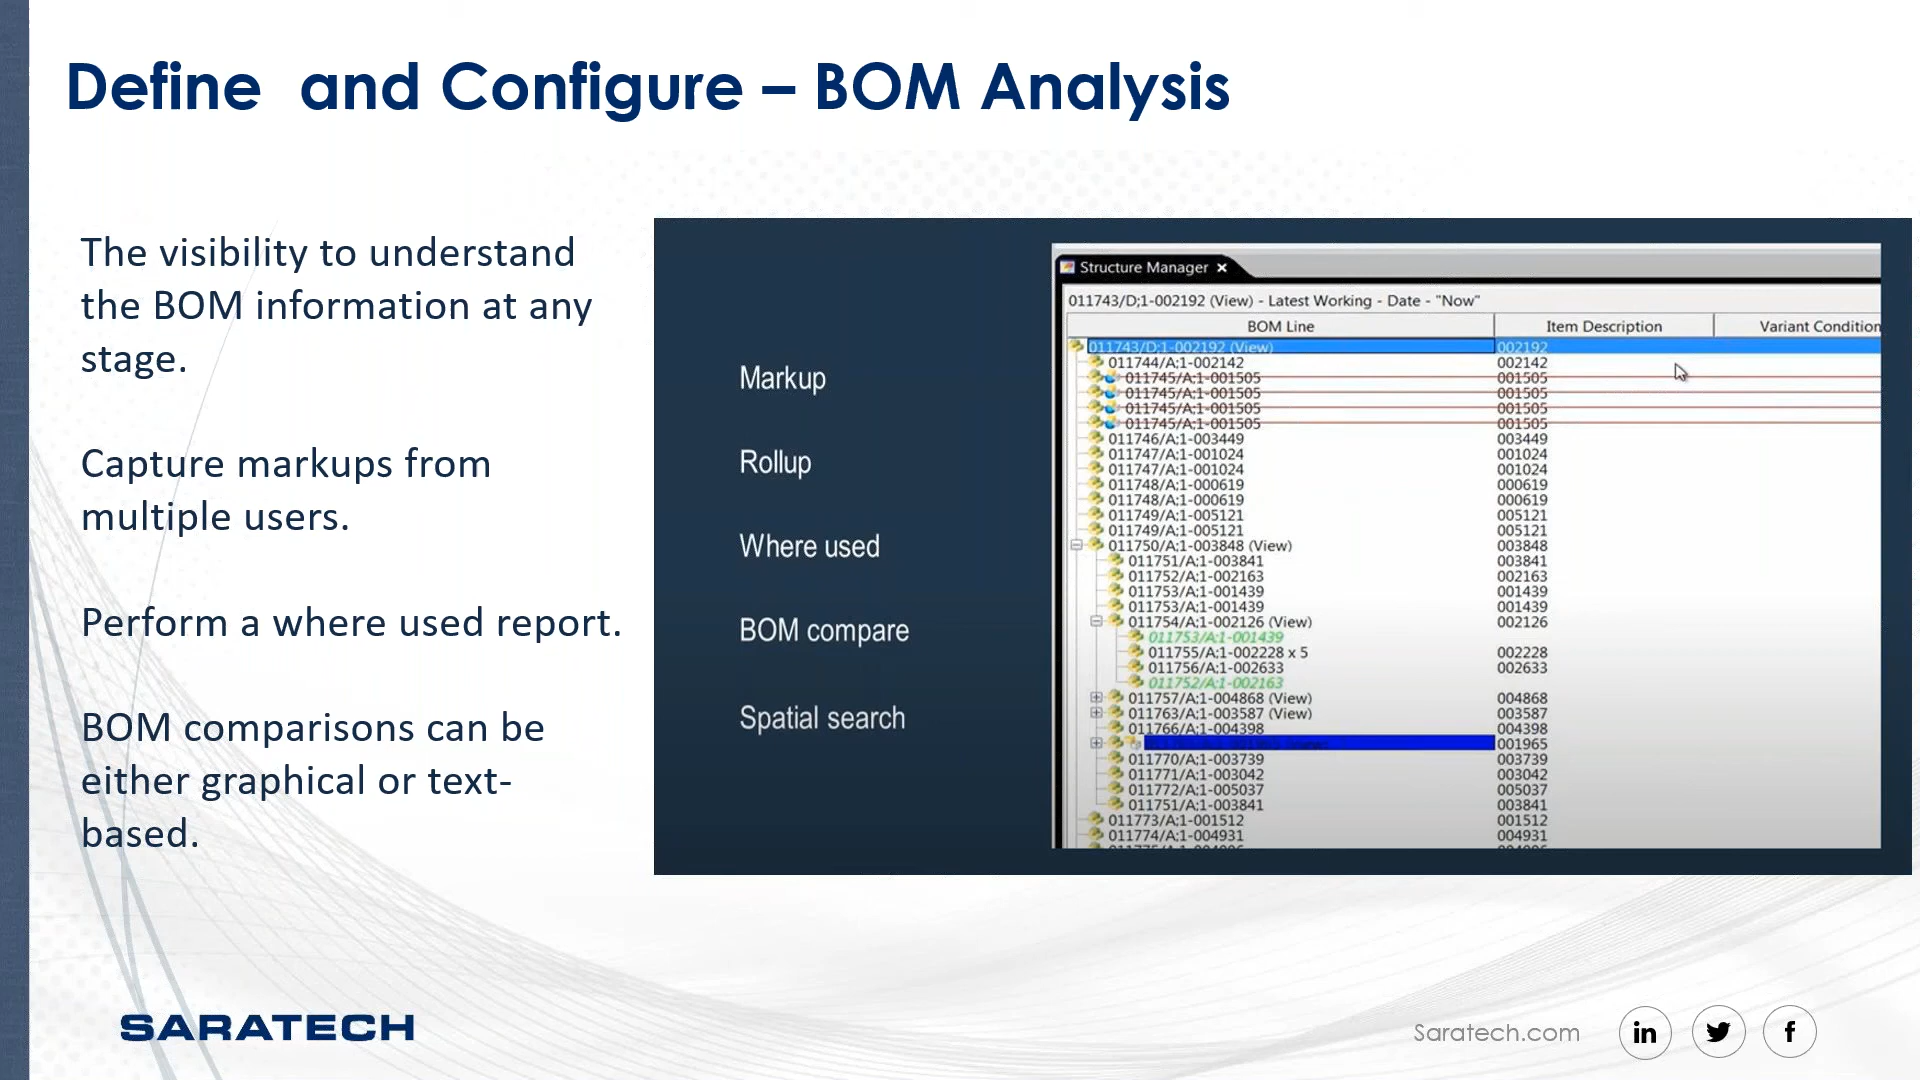 Define  and Configure – BOM Analysis
The visibility to understand
the BOM information at any
stage.
Capture markups from
multiple users.
Perform a where used report.
BOM comparisons can be
either graphical or text-
based.
Markup
Rollup
Where used
BOM compare
Spatial search
Structure Manager
011743/D;1-002192 (View) - Latest Working - Date - "Now"
BOM Line Item Description Variant Condition
011743/D;1-002192 (View) 002192
011744/A;1-002142 002142
011745/A;1-001505 001505
011745/A;1-001505 001505
011745/A;1-001505 001505
011745/A;1-001505 001505
011746/A;1-003449 003449
011747/A;1-001024 001024
011747/A;1-001024 001024
011748/A;1-000619 000619
011748/A;1-000619 000619
011749/A;1-005121 005121
011749/A;1-005121 005121
011750/A;1-003848 (View) 003848
011751/A;1-003841 003841
011752/A;1-002163 002163
011753/A;1-001439 001439
011753/A;1-001439 001439
011754/A;1-002126 (View) 002126
011753/A;1-001439
011755/A;1-002228 x 5 002228
011756/A;1-002633 002633
011752/A;1-002163
011757/A;1-004868 (View) 004868
011763/A;1-003587 (View) 003587
011766/A;1-004398 004398
001965
011770/A;1-003739 003739
011771/A;1-003042 003042
011772/A;1-005037 005037
011751/A;1-003841 003841
011773/A;1-001512 001512
011774/A;1-004931 004931
SARATECH
Saratech.com